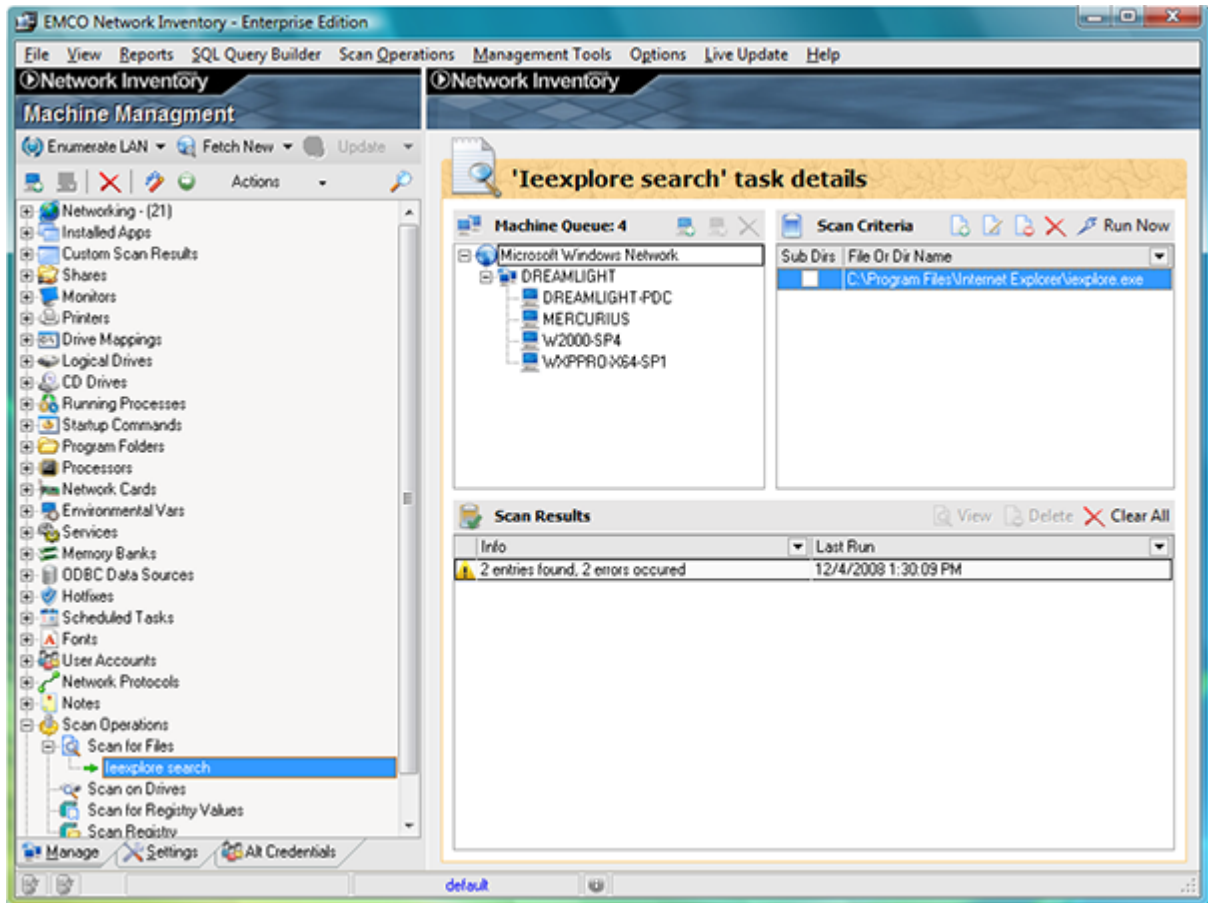 EMCO Network Inventory - Enterprise Edition
File View Reports SQL Query Builder Scan Operations Management Tools Options Live Update Help
Network Inventory
Machine Managment
Enumerate LAN Fetch New Update
Actions
Networking - (21)
Installed Apps
Custom Scan Results
Shares
Monitors
Printers
Drive Mappings
Logical Drives
CD Drives
Running Processes
Startup Commands
Program Folders
Processors
Network Cards
Environmental Vars
Services
Memory Banks
ODBC Data Sources
Hotfixes
Scheduled Tasks
Fonts
User Accounts
Network Protocols
Notes
Scan Operations
Scan for Files
Ieexplore search
Scan on Drives
Scan for Registry Values
Scan Registry
Manage Settings Alt Credentials
Network Inventory
'Ieexplore search' task details
Machine Queue: 4
Microsoft Windows Network
DREAMLIGHT
DREAMLIGHT-PDC
MERCURIUS
W2000-SP4
WXPPRO-X64-SP1
Scan Criteria Run Now
Sub Dirs File Or Dir Name
C:\Program Files\Internet Explorer\iexplore.exe
Scan Results View Delete Clear All
Info Last Run
2 entries found, 2 errors occured 12/4/2008 1:30:09 PM
default